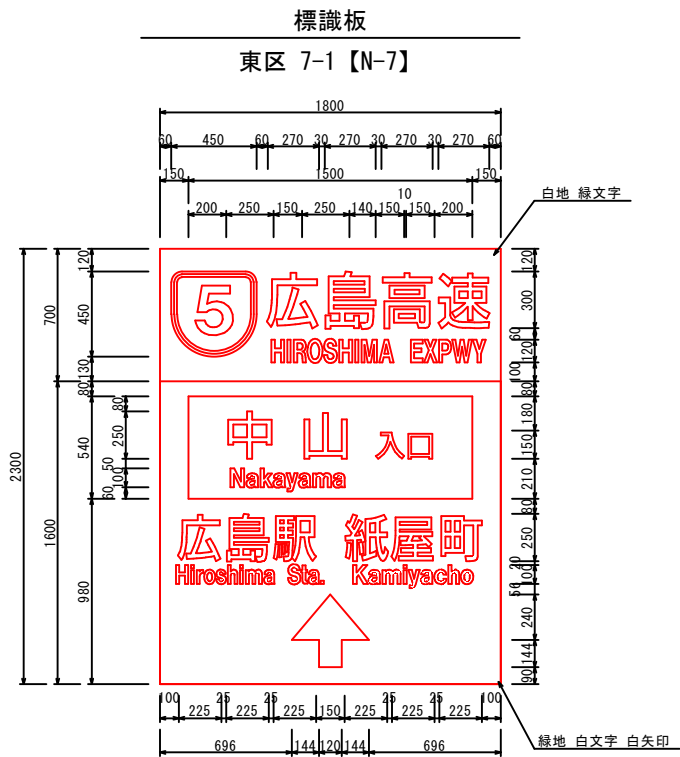 標識板
東区 7-1【N-7】
1800
60 450 60 270 30 270 30 270 30 270 60
150 1500 150
10
200 250 150 250 140 150 150 200
白地 緑文字
2300
700 1600
120 450 130 80 540 980
80 250 50 100 60
5 広島高速
HIROSHIMA EXPWY
中山 入口
Nakayama
広島駅 紙屋町
Hiroshima Sta. Kamiyacho
120 300 60 120 100 80 180 150 210 80 250 20 100 50 240 144 90
100 225 25 225 25 225 150 225 25 225 25 225 100
696 144 120 144 696
緑地 白文字 白矢印